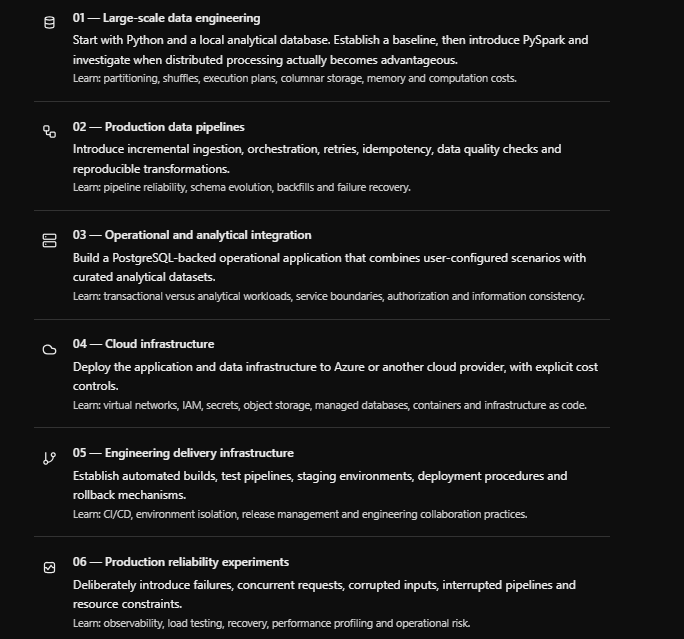 01 — Large-scale data engineering
Start with Python and a local analytical database. Establish a baseline, then introduce PySpark and
investigate when distributed processing actually becomes advantageous.
Learn: partitioning, shuffles, execution plans, columnar storage, memory and computation costs.
02 — Production data pipelines
Introduce incremental ingestion, orchestration, retries, idempotency, data quality checks and
reproducible transformations.
Learn: pipeline reliability, schema evolution, backfills and failure recovery.
03 — Operational and analytical integration
Build a PostgreSQL-backed operational application that combines user-configured scenarios with
curated analytical datasets.
Learn: transactional versus analytical workloads, service boundaries, authorization and information consistency.
04 — Cloud infrastructure
Deploy the application and data infrastructure to Azure or another cloud provider, with explicit cost
controls.
Learn: virtual networks, IAM, secrets, object storage, managed databases, containers and infrastructure as code.
05 — Engineering delivery infrastructure
Establish automated builds, test pipelines, staging environments, deployment procedures and
rollback mechanisms.
Learn: CI/CD, environment isolation, release management and engineering collaboration practices.
06 — Production reliability experiments
Deliberately introduce failures, concurrent requests, corrupted inputs, interrupted pipelines and
resource constraints.
Learn: observability, load testing, recovery, performance profiling and operational risk.